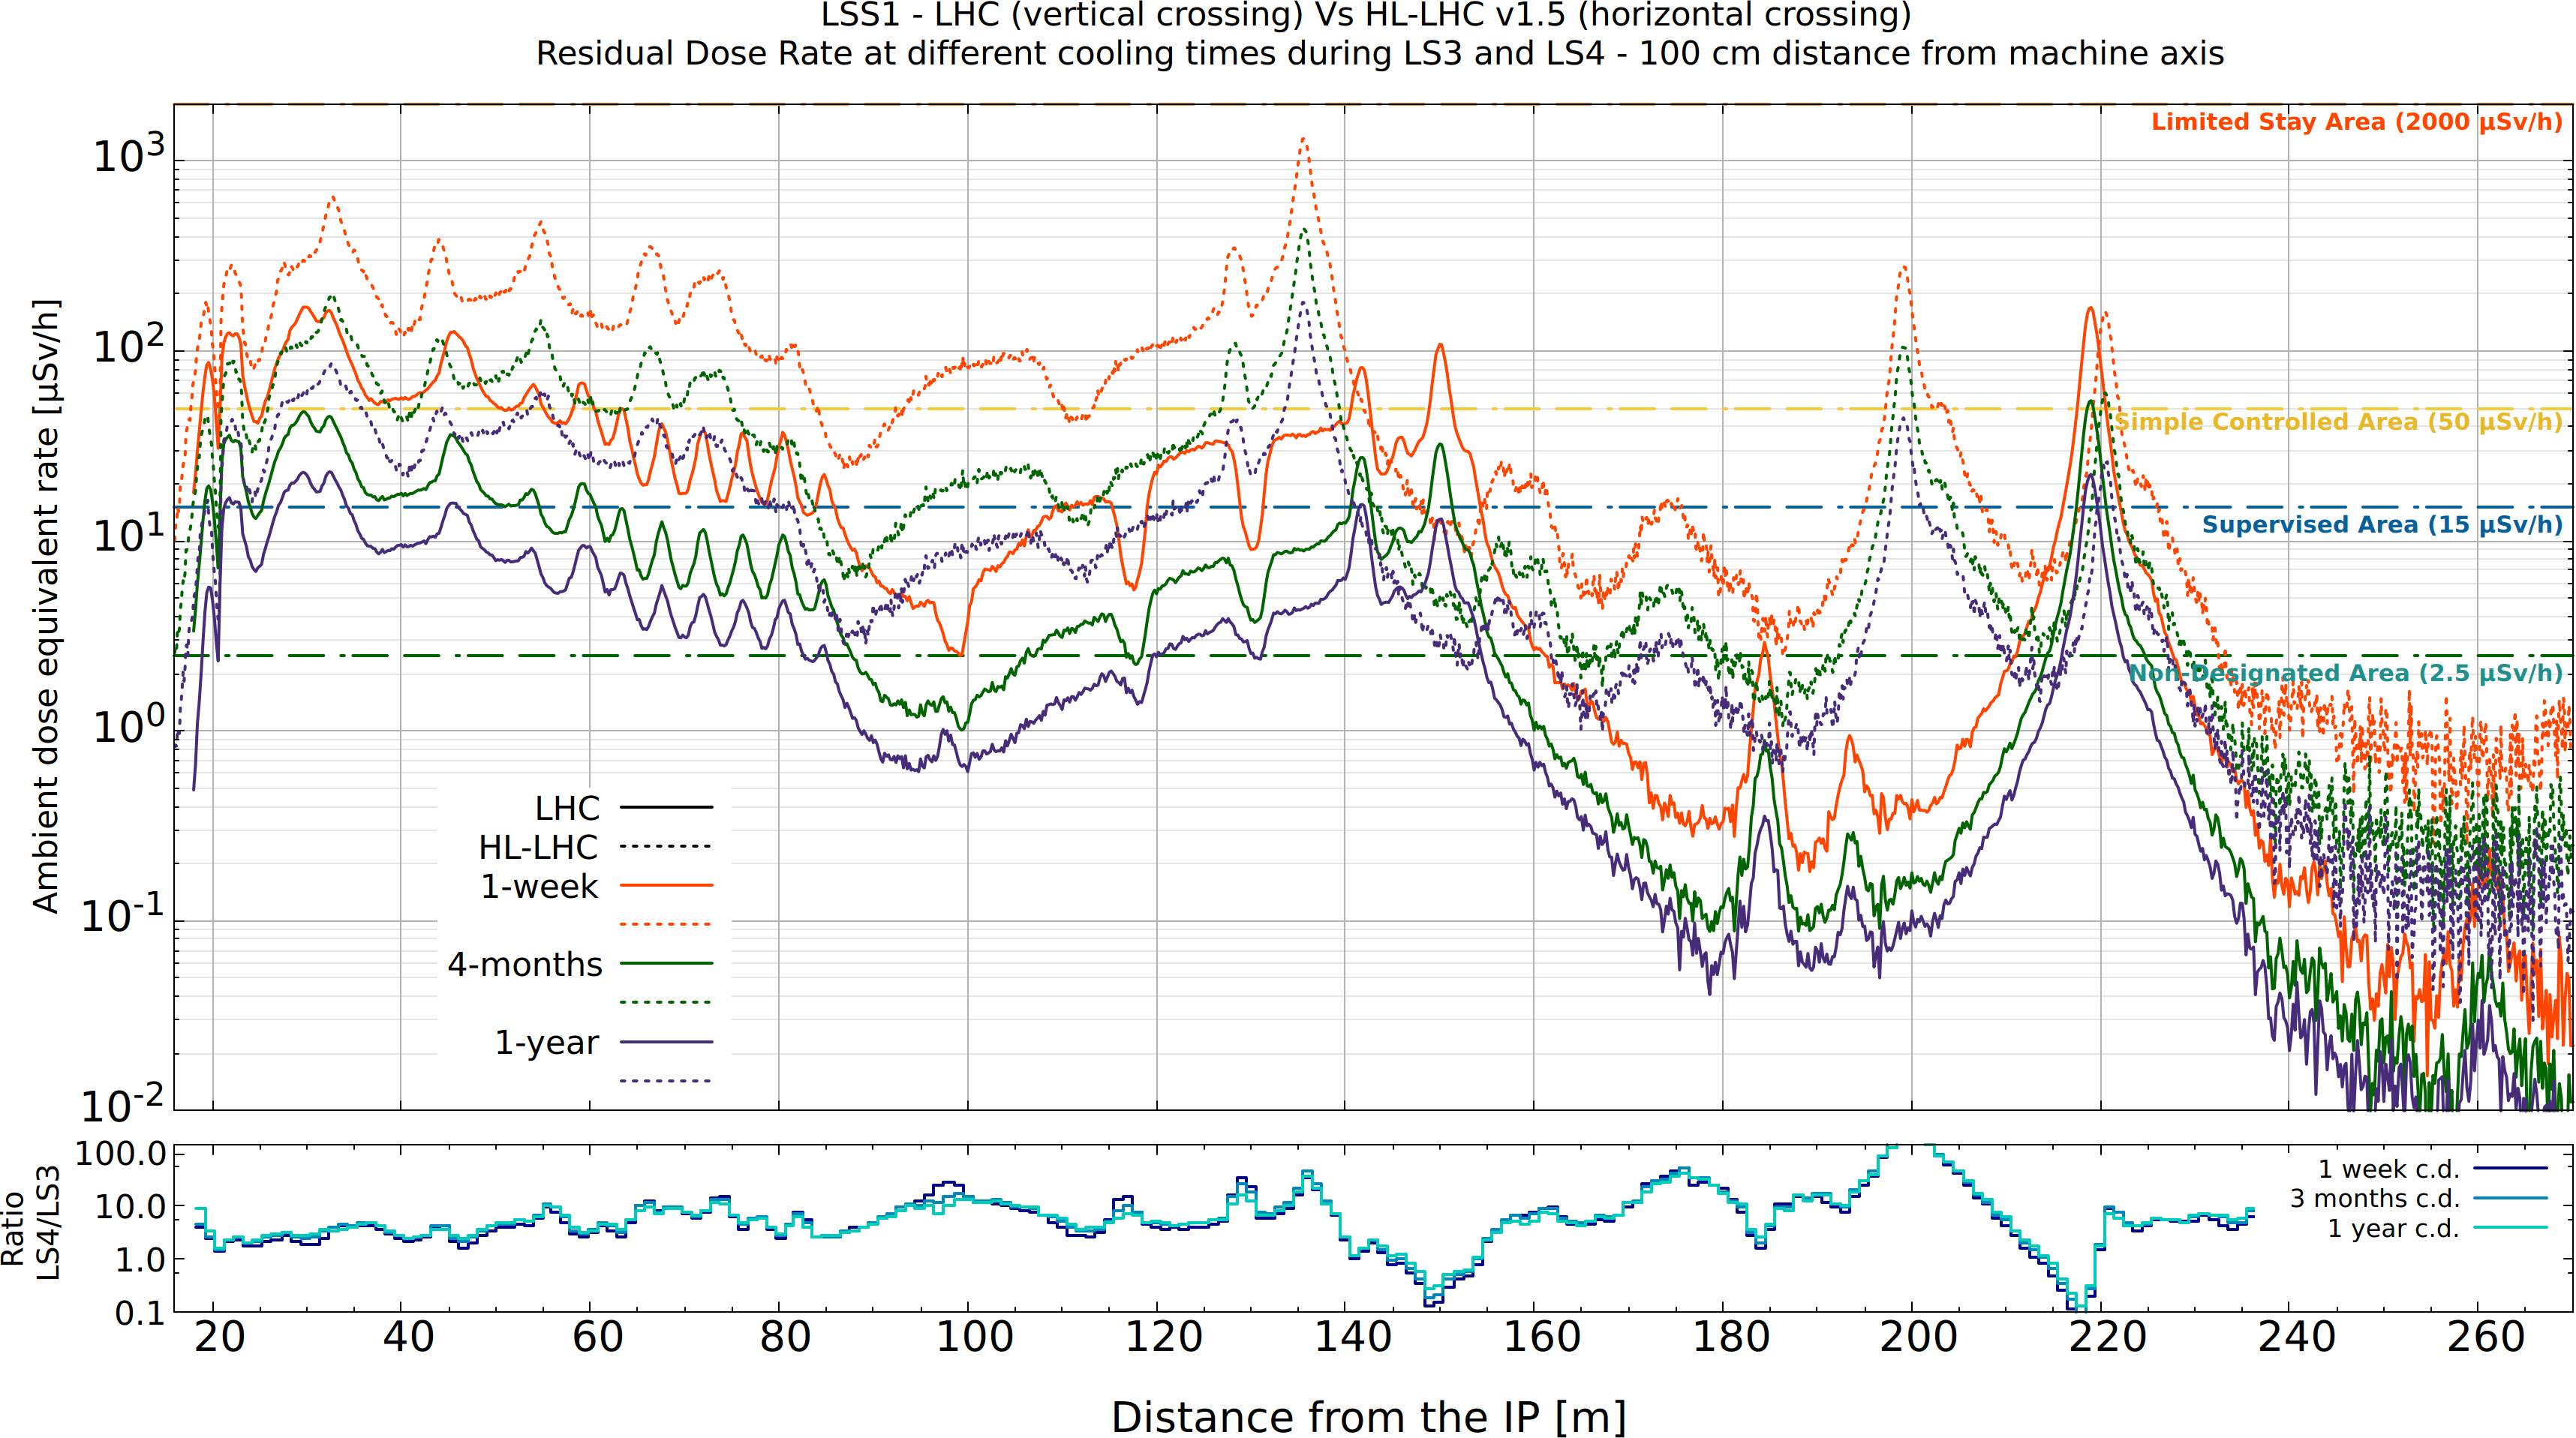 LSS1 - LHC (vertical crossing) Vs HL-LHC v1.5 (horizontal crossing)
Residual Dose Rate at different cooling times during LS3 and LS4 - 100 cm distance from machine axis
Ambient dose equivalent rate [μSv/h]
10³
10²
10¹
10⁰
10⁻¹
10⁻²
Limited Stay Area (2000 μSv/h)
Simple Controlled Area (50 μSv/h)
Supervised Area (15 μSv/h)
Non-Designated Area (2.5 μSv/h)
LHC
HL-LHC
1-week
4-months
1-year
Ratio
LS4/LS3
100.0
10.0
1.0
0.1
1 week c.d.
3 months c.d.
1 year c.d.
20 40 60 80 100 120 140 160 180 200 220 240 260
Distance from the IP [m]